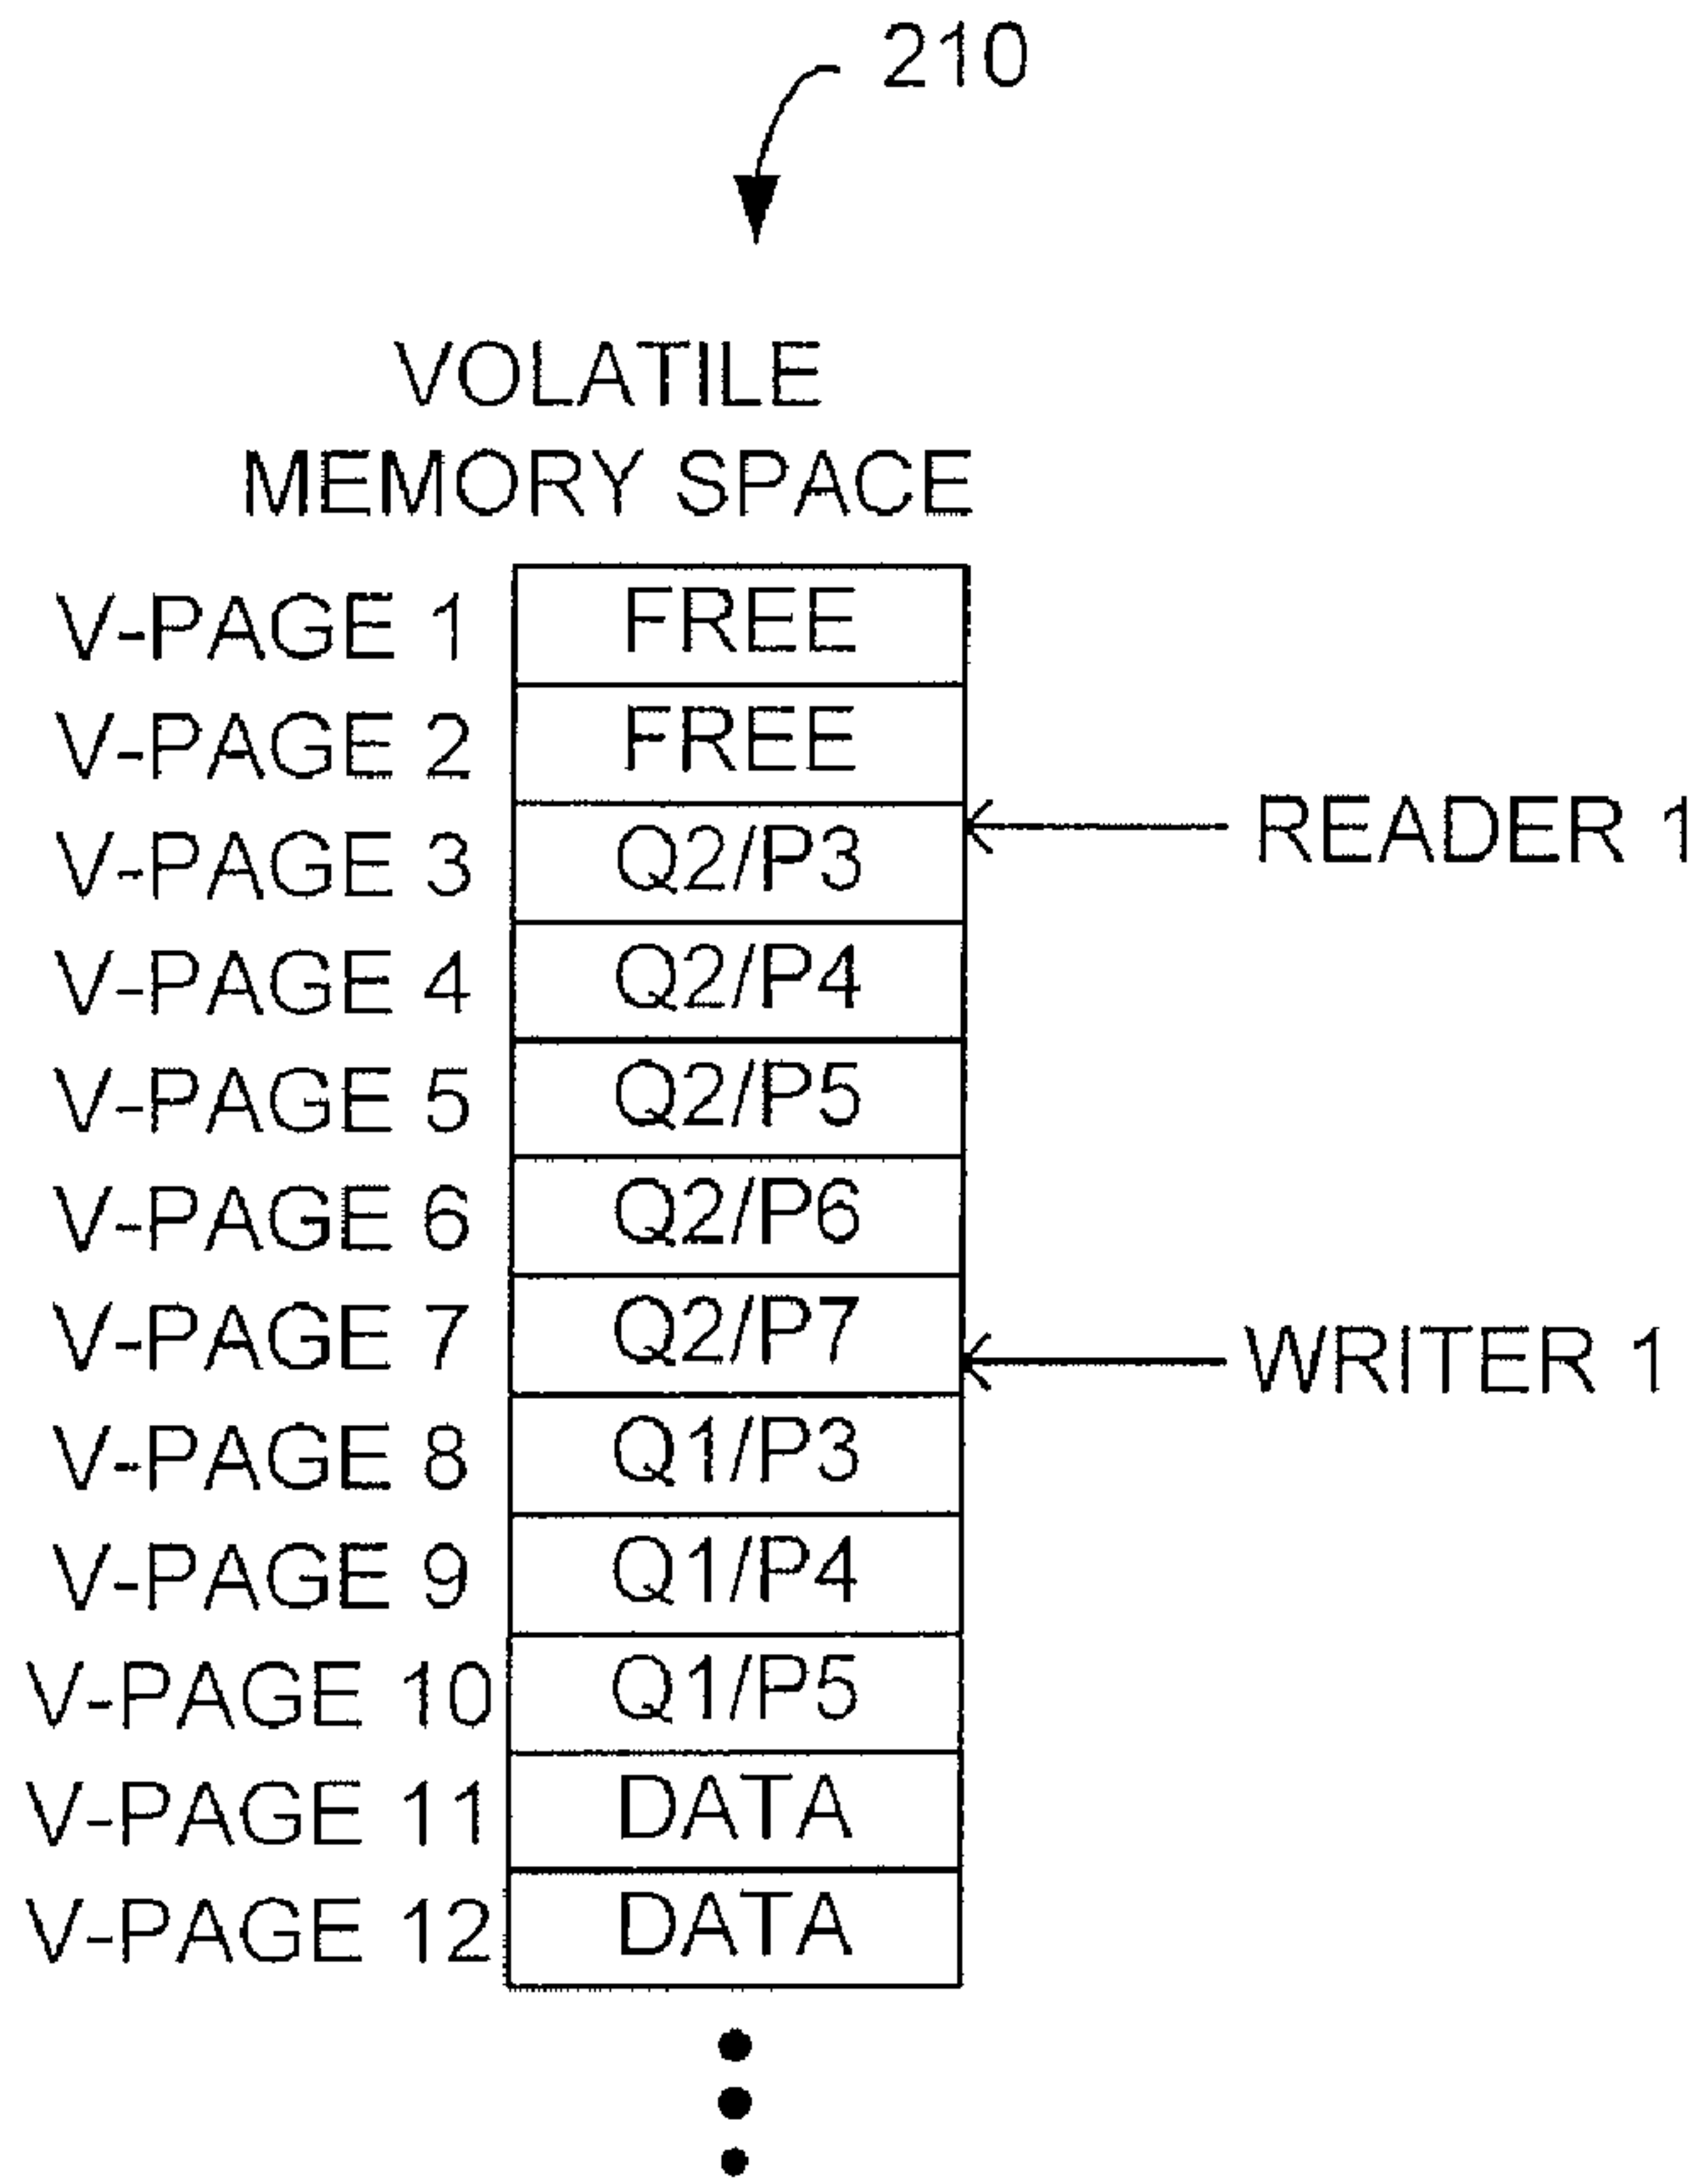 210
VOLATILE
MEMORY SPACE
V-PAGE 1 FREE
V-PAGE 2 FREE
READER 1
V-PAGE 3 Q2/P3
V-PAGE 4 Q2/P4
V-PAGE 5 Q2/P5
V-PAGE 6 Q2/P6
V-PAGE 7 Q2/P7
WRITER 1
V-PAGE 8 Q1/P3
V-PAGE 9 Q1/P4
V-PAGE 10 Q1/P5
V-PAGE 11 DATA
V-PAGE 12 DATA